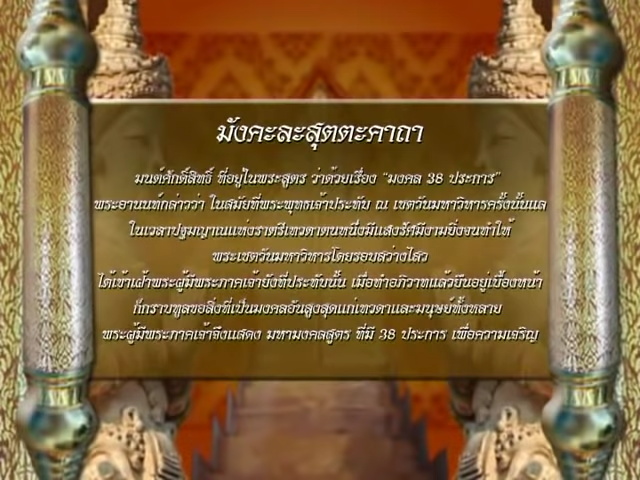 มังคะละสุตตะคาถา
มนต์ศักดิ์สิทธิ์ ที่อยู่ในพระสูตร ว่าด้วยเรื่อง "มงคล 38 ประการ"
พระอานนท์กล่าวว่า ในสมัยที่พระพุทธเจ้าประทับ ณ เชตวันมหาวิหารครั้งนั้นแล
ในเวลาปฐมญาณแห่งราตรีเทวดาตนหนึ่งมีแสงรัศมีงามยิ่งจนทำให้
พระเชตวันมหาวิหารโดยรอบสว่างไสว
ได้เข้าเฝ้าพระผู้มีพระภาคเจ้ายังที่ประทับนั้น เมื่อทำอภิวาทแล้วยืนอยู่เบื้องหน้า
ก็กราบทูลขอสิ่งที่เป็นมงคลอันสูงสุดแก่เทวดาและมนุษย์ทั้งหลาย
พระผู้มีพระภาคเจ้าจึงแสดง มหามงคลสูตร ที่มี 38 ประการ เพื่อความเจริญ